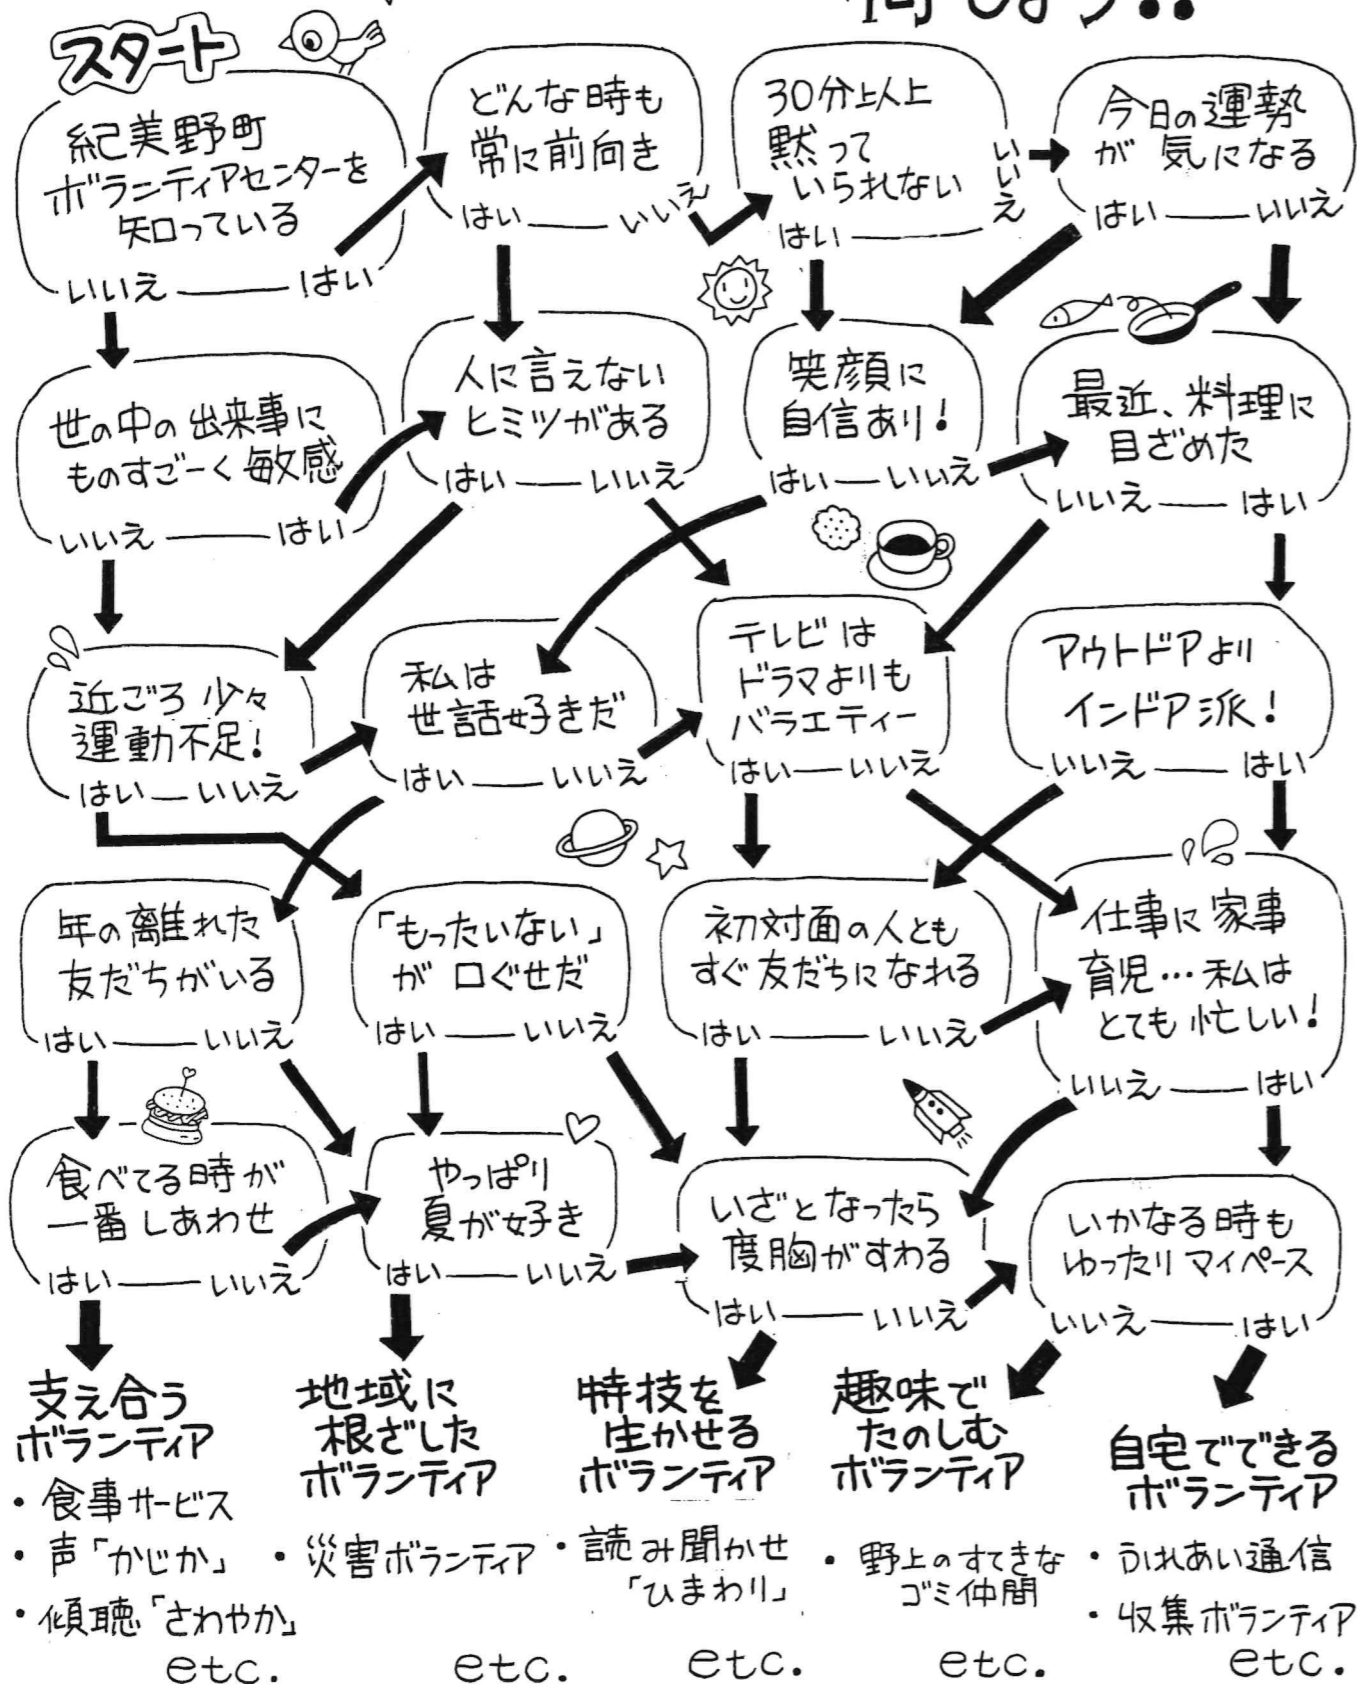 スタート
紀美野町
ボランティアセンターを
知っている
いいえ はい
どんな時も
常に前向き
はい いいえ
30分以上
黙って
いられない
はい いいえ
今日の運勢
が気になる
はい いいえ
世の中の出来事に
ものすごーく敏感
いいえ はい
人に言えない
ヒミツがある
はい いいえ
笑顔に
自信あり!
はい いいえ
最近、料理に
目ざめた
いいえ はい
近ごろ少々
運動不足!
はい いいえ
私は
世話好きだ
はい いいえ
テレビは
ドラマよりも
バラエティー
はい いいえ
アウトドアより
インドア派!
いいえ はい
年の離れた
友だちがいる
はい いいえ
「もったいない」
が口ぐせだ
はい いいえ
初対面の人とも
すぐ友だちになれる
はい いいえ
仕事に家事
育児…私は
とても忙しい!
いいえ はい
食べてる時が
一番しあわせ
はい いいえ
やっぱり
夏が好き
はい いいえ
いざとなったら
度胸がすわる
はい いいえ
いかなる時も
ゆったりマイペース
いいえ はい
支え合う
ボランティア
・食事サービス
・声「かじか」
・傾聴「さわやか」
etc.
地域に
根ざした
ボランティア
・災害ボランティア
etc.
特技を
生かせる
ボランティア
・読み聞かせ
「ひまわり」
etc.
趣味で
たのしむ
ボランティア
・野上のすてきな
ゴミ仲間
etc.
自宅でできる
ボランティア
・ふれあい通信
・収集ボランティア
etc.